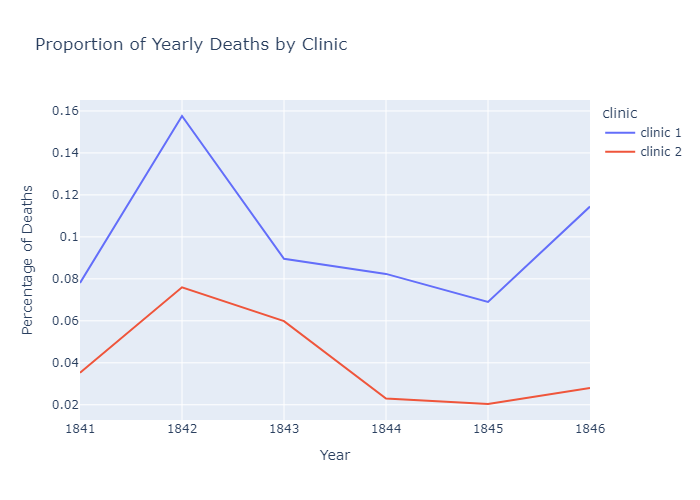 Proportion of Yearly Deaths by Clinic
clinic
clinic 1
clinic 2
Percentage of Deaths
0.16
0.14
0.12
0.1
0.08
0.06
0.04
0.02
1841 1842 1843 1844 1845 1846
Year